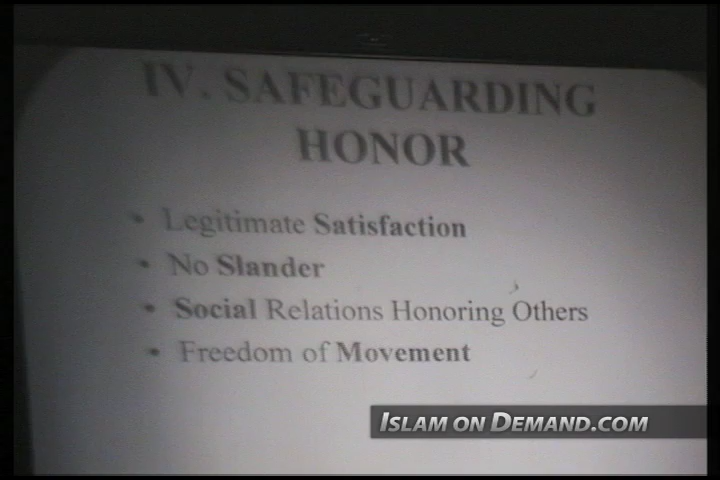 IV. SAFEGUARDING
HONOR
• Legitimate Satisfaction
• No Slander
• Social Relations Honoring Others
• Freedom of Movement
ISLAM ON DEMAND.COM